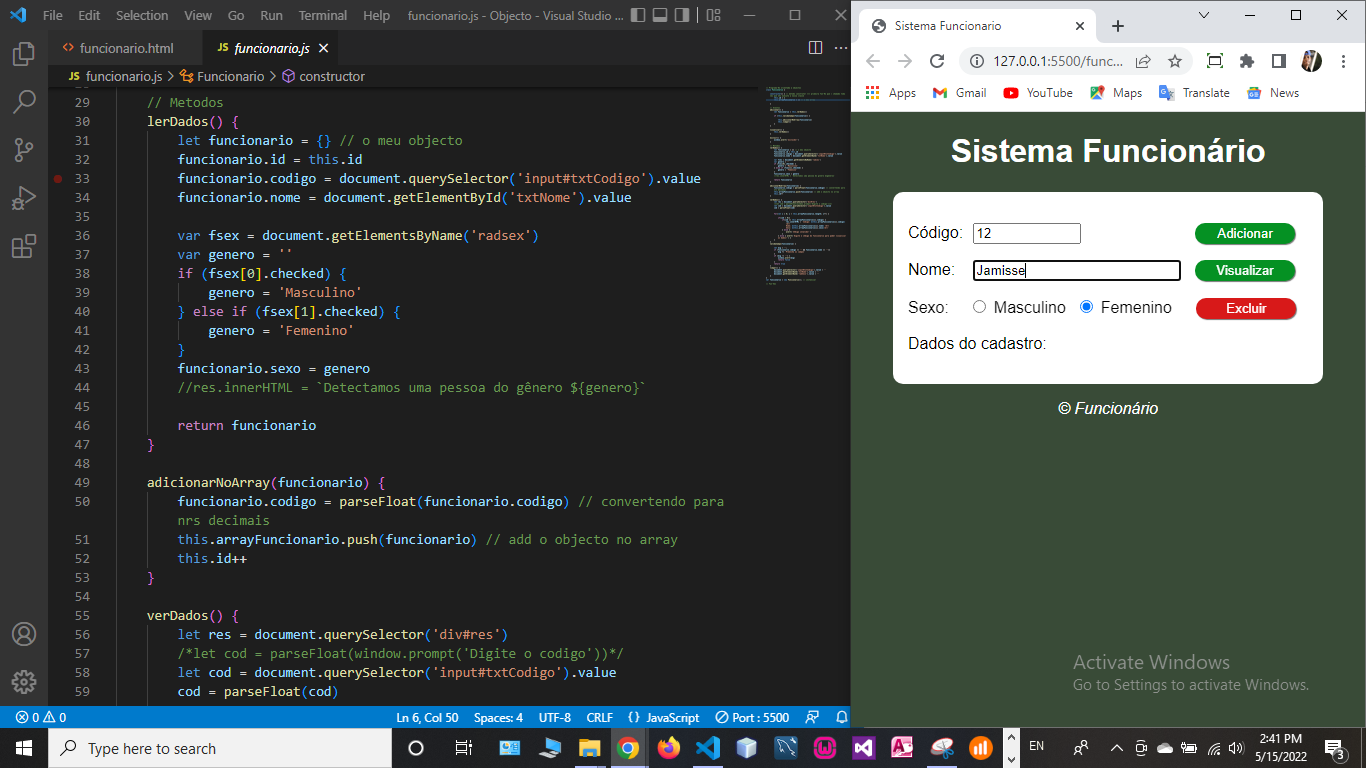 File Edit Selection View Go Run Terminal Help funcionario.js - Objecto - Visual Studio ...
funcionario.html JS funcionario.js
JS funcionario.js > Funcionario > constructor
29 // Metodos
30 lerDados() {
31 let funcionario = {} // o meu objecto
32 funcionario.id = this.id
33 funcionario.codigo = document.querySelector('input#txtCodigo').value
34 funcionario.nome = document.getElementById('txtNome').value
35
36 var fsex = document.getElementsByName('radsex')
37 var genero = ''
38 if (fsex[0].checked) {
39 genero = 'Masculino'
40 } else if (fsex[1].checked) {
41 genero = 'Femenino'
42 }
43 funcionario.sexo = genero
44 //res.innerHTML = `Detectamos uma pessoa do gênero ${genero}`
45
46 return funcionario
47 }
48
49 adicionarNoArray(funcionario) {
50 funcionario.codigo = parseFloat(funcionario.codigo) // convertendo para
nrs decimais
51 this.arrayFuncionario.push(funcionario) // add o objecto no array
52 this.id++
53 }
54
55 verDados() {
56 let res = document.querySelector('div#res')
57 /*let cod = parseFloat(window.prompt('Digite o codigo'))*/
58 let cod = document.querySelector('input#txtCodigo').value
59 cod = parseFloat(cod)
0 0 Ln 6, Col 50 Spaces: 4 UTF-8 CRLF {} JavaScript Port : 5500
Sistema Funcionario
127.0.0.1:5500/func...
Apps Gmail YouTube Maps Translate News
Sistema Funcionário
Código: 12 Adicionar
Nome: Jamisse Visualizar
Sexo: Masculino Femenino Excluir
Dados do cadastro:
© Funcionário
Activate Windows
Go to Settings to activate Windows.
Type here to search
EN
2:41 PM
5/15/2022
3